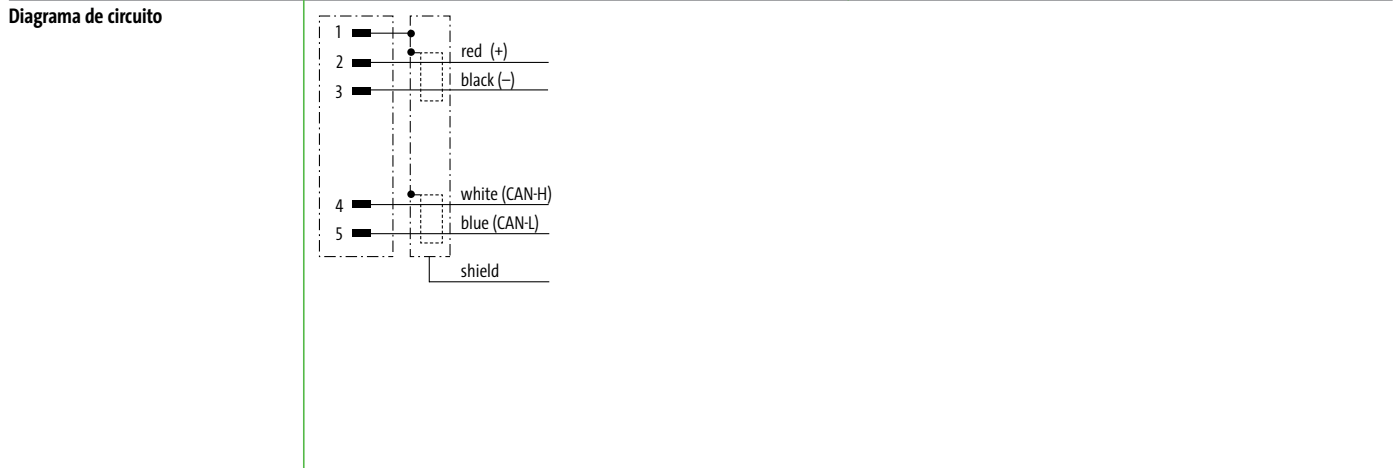 Diagrama de circuito
1
2 red (+)
3 black (–)
4 white (CAN-H)
5 blue (CAN-L)
shield